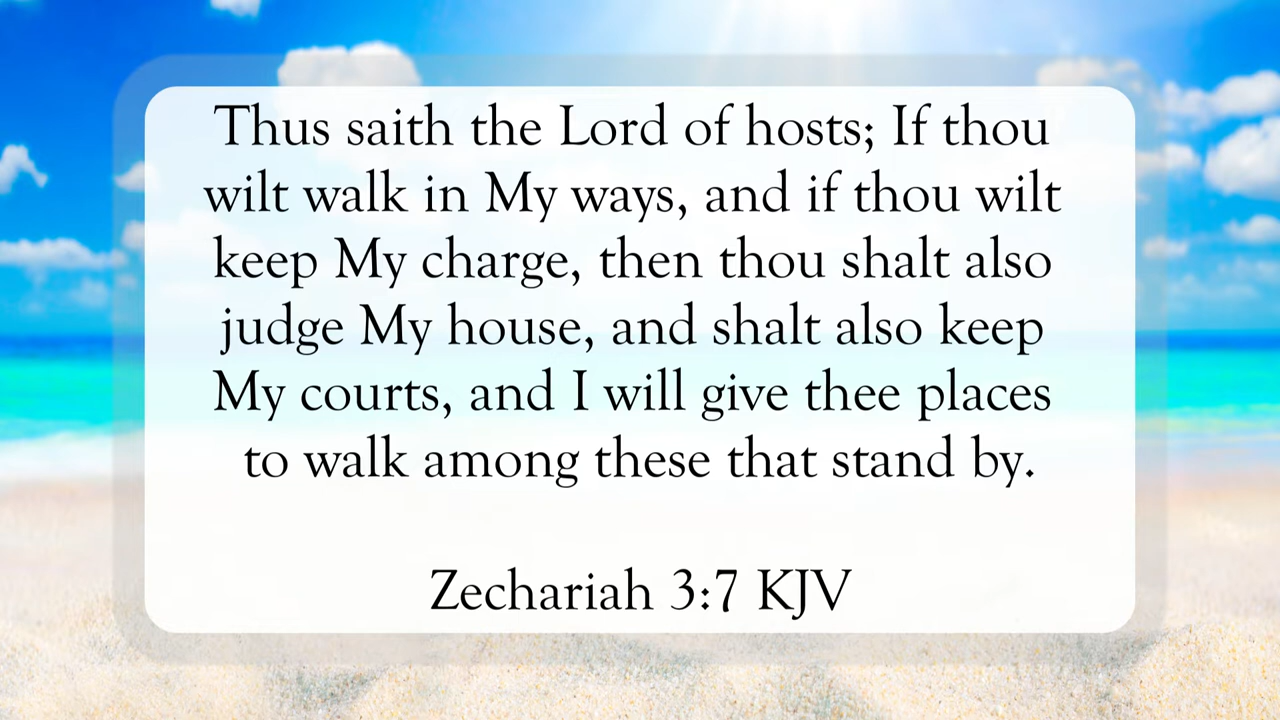 Thus saith the Lord of hosts; If thou
wilt walk in My ways, and if thou wilt
keep My charge, then thou shalt also
judge My house, and shalt also keep
My courts, and I will give thee places
to walk among these that stand by.
Zechariah 3:7 KJV